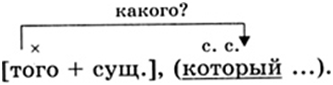 какого?
× с. с.
[того + сущ.], (который ...).